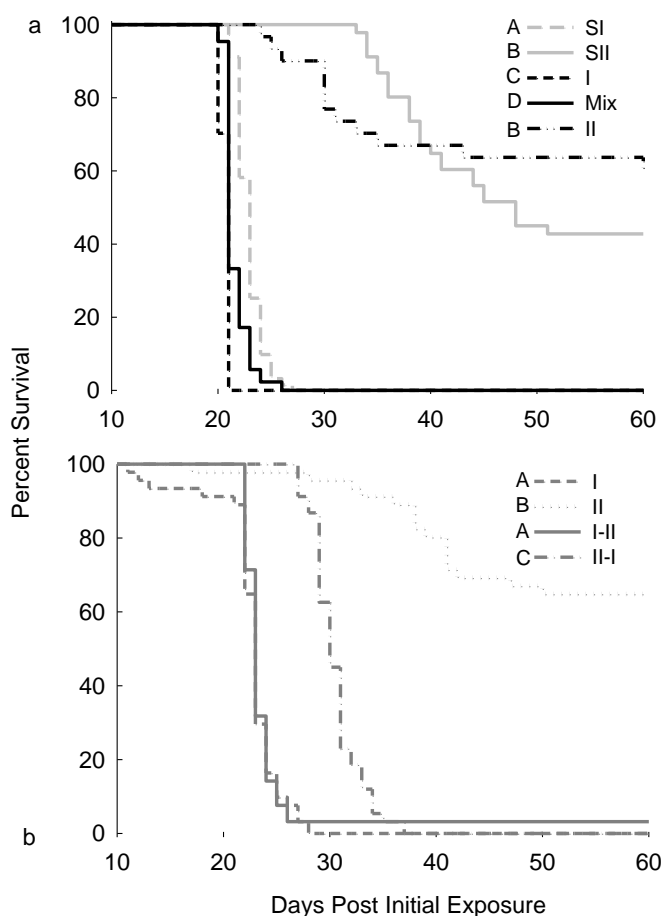 a
100
80
60
40
20
0
10 20 30 40 50 60
A SI
B SII
C I
D Mix
B II
Percent Survival
b
100
80
60
40
20
0
10 20 30 40 50 60
A I
B II
A I-II
C II-I
Days Post Initial Exposure